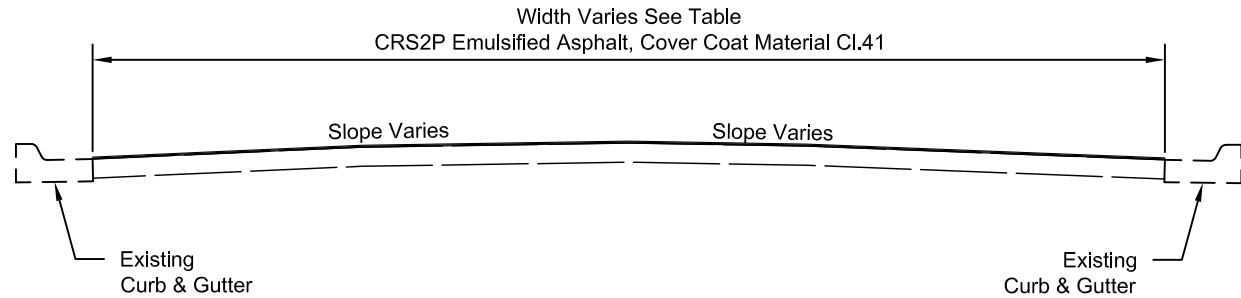 Width Varies See Table
CRS2P Emulsified Asphalt, Cover Coat Material Cl.41
Slope Varies
Slope Varies
Existing
Curb & Gutter
Existing
Curb & Gutter